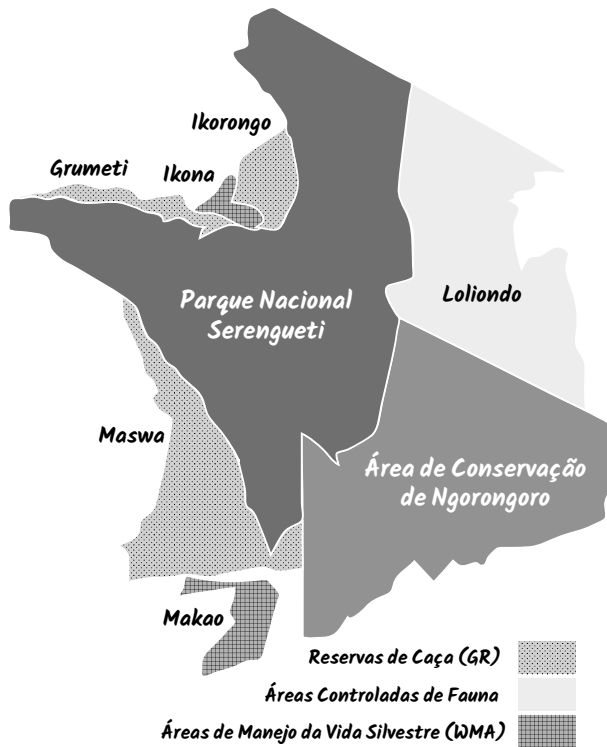 Ikorongo
Grumeti
Ikona
Parque Nacional
Serengueti
Loliondo
Maswa
Área de Conservação
de Ngorongoro
Makao
Reservas de Caça (GR)
Áreas Controladas de Fauna
Áreas de Manejo da Vida Silvestre (WMA)